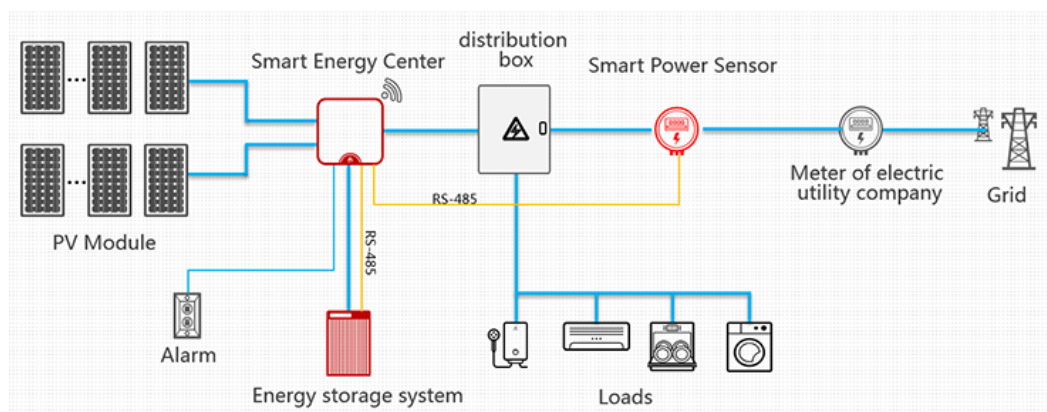 distribution
box
Smart Energy Center
Smart Power Sensor
Meter of electric
utility company
Grid
RS-485
PV Module
RS-485
Alarm
Energy storage system
Loads